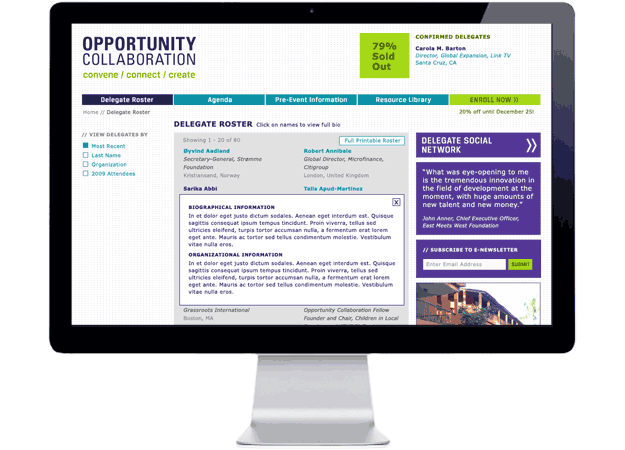 OPPORTUNITY
COLLABORATION
convene / connect / create
79%
Sold
Out
CONFIRMED DELEGATES
Carola M. Barton
Director, Global Expansion, Link TV
Santa Cruz, CA
Delegate Roster
Agenda
Pre-Event Information
Resource Library
ENROLL NOW
Home // Delegate Roster
20% off until December 25!
// VIEW DELEGATES BY
Most Recent
Last Name
Organization
2009 Attendees
DELEGATE ROSTER Click on names to view full bio
Showing 1 - 20 of 80
Full Printable Roster
Øyvind Aadland
Secretary-General, Strømme
Foundation
Kristiansand, Norway
Robert Annibale
Global Director, Microfinance,
Citigroup
London, United Kingdom
Sarika Abbi
Talia Apud-Martinez
X
BIOGRAPHICAL INFORMATION
In et dolor eget justo dictum sodales. Aenean eget interdum est. Quisque
sagittis consequat ipsum tempus tincidunt. Proin viverra, tellus sed
ultricies eleifend, turpis tortor accumsan nulla, a fermentum erat lorem
eget ante. Mauris ac tortor sed tellus condimentum molestie. Vestibulum
vitae nulla eros.
ORGANIZATIONAL INFORMATION
In et dolor eget justo dictum sodales. Aenean eget interdum est. Quisque
sagittis consequat ipsum tempus tincidunt. Proin viverra, tellus sed
ultricies eleifend, turpis tortor accumsan nulla, a fermentum erat lorem
eget ante. Mauris ac tortor sed tellus condimentum molestie. Vestibulum
vitae nulla eros.
Grassroots International
Boston, MA
Opportunity Collaboration Fellow
Founder and Chair, Children in Local
DELEGATE SOCIAL
NETWORK
"What was eye-opening to me
is the tremendous innovation in
the field of development at the
moment, with huge amounts of
new talent and new money."
John Anner, Chief Executive Officer,
East Meets West Foundation
// SUBSCRIBE TO E-NEWSLETTER
Enter Email Address
SUBMIT